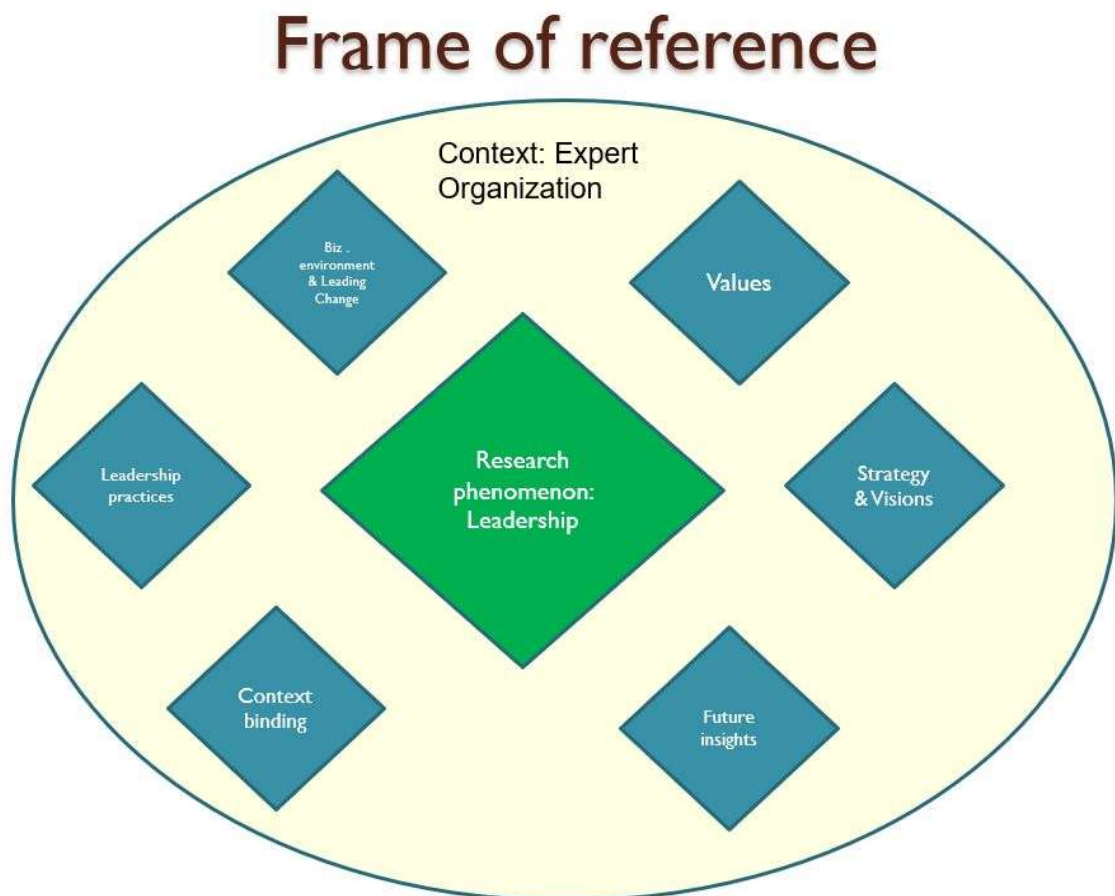 Frame of reference
Context: Expert
Organization
Biz -
environment
& Leading
Change
Values
Research
phenomenon:
Leadership
Leadership
practices
Strategy
& Visions
Context
binding
Future
insights